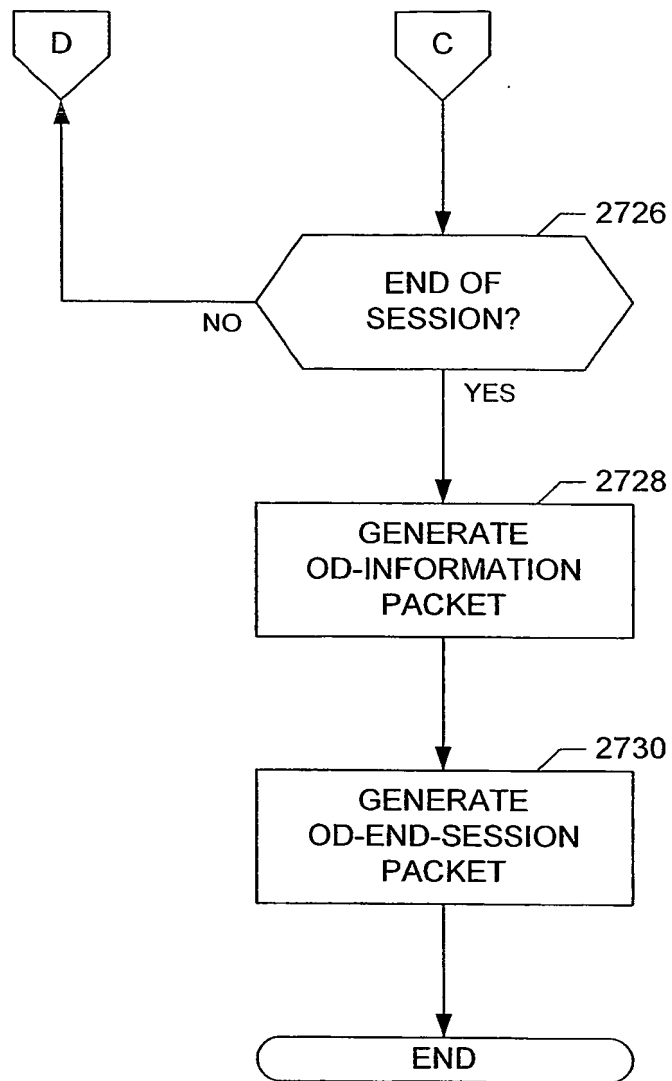 D
C
2726
END OF
SESSION?
NO
YES
2728
GENERATE
OD-INFORMATION
PACKET
2730
GENERATE
OD-END-SESSION
PACKET
END